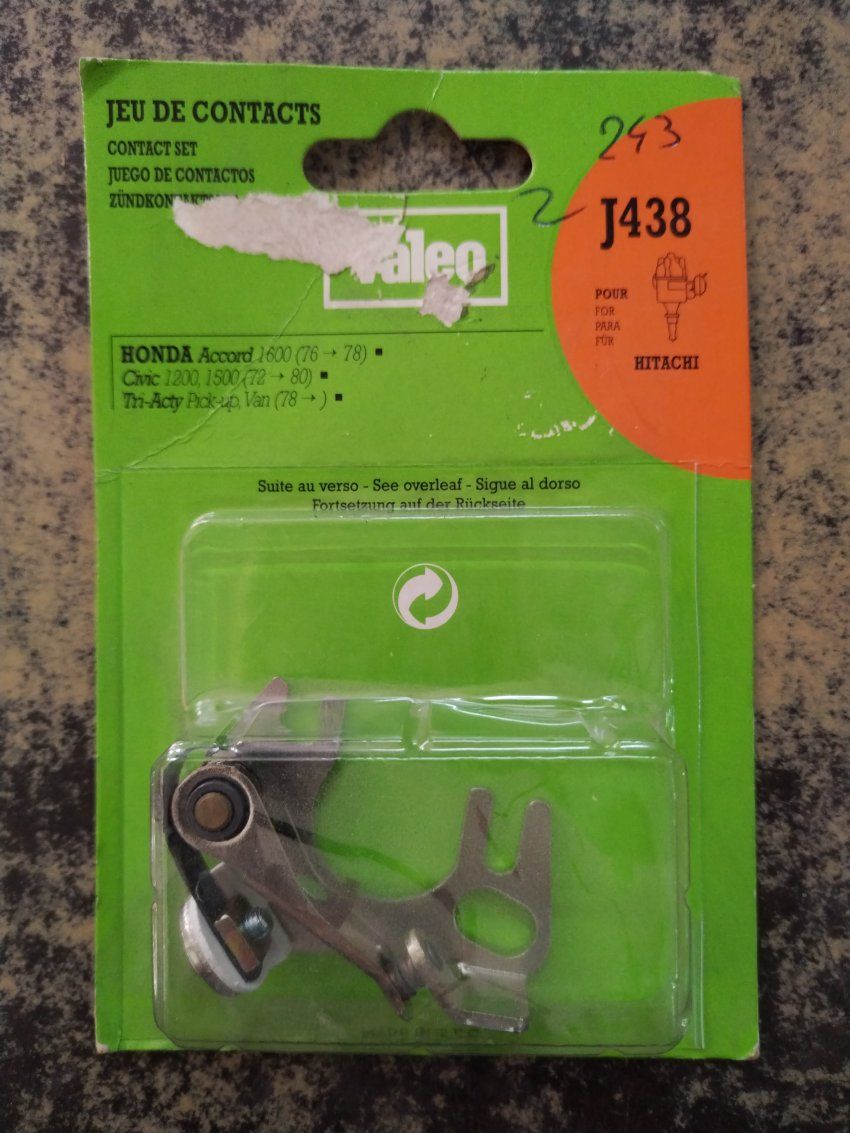 JEU DE CONTACTS
CONTACT SET
JUEGO DE CONTACTOS
243
2
J438
Valeo
POUR
FOR
PARA
FÜR
HITACHI
HONDA Accord 1600 (76 → 78) ▪
Civic 1200, 1500 (72 → 80) ▪
Tri-Acty Pick-up, Van (78 → ) ▪
Suite au verso - See overleaf - Sigue al dorso
Fortsetzung auf der Rückseite